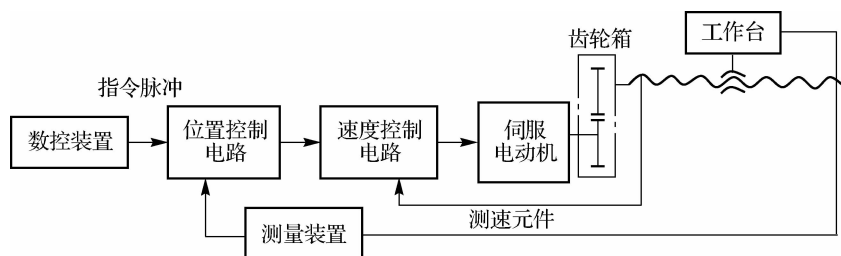 工作台
齿轮箱
指令脉冲
数控装置
位置控制
电路
速度控制
电路
伺服
电动机
测速元件
测量装置